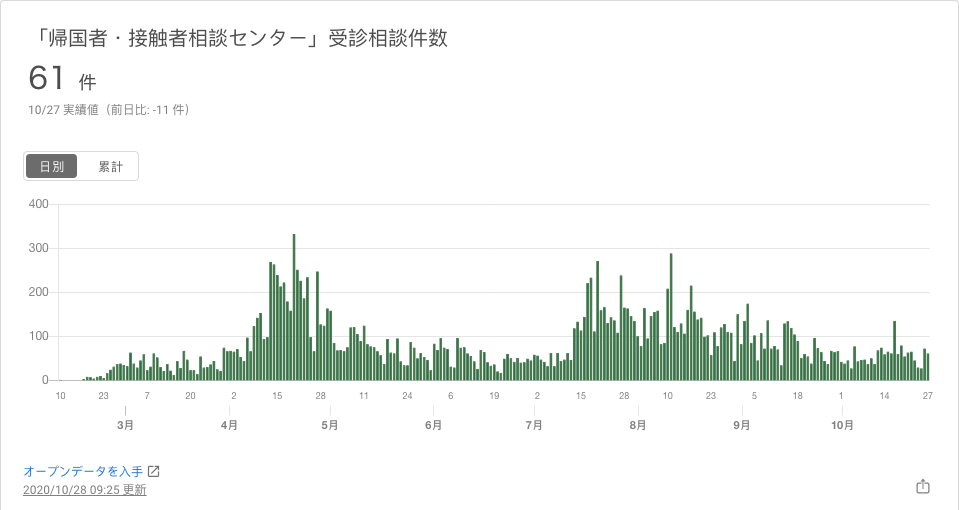 「帰国者・接触者相談センター」受診相談件数
61 件
10/27 実績値（前日比: -11 件）
日別 累計
400
300
200
100
0
10 23 7 20 2 15 28 11 24 6 19 2 15 28 10 23 5 18 1 14 27
3月 4月 5月 6月 7月 8月 9月 10月
オープンデータを入手
2020/10/28 09:25 更新